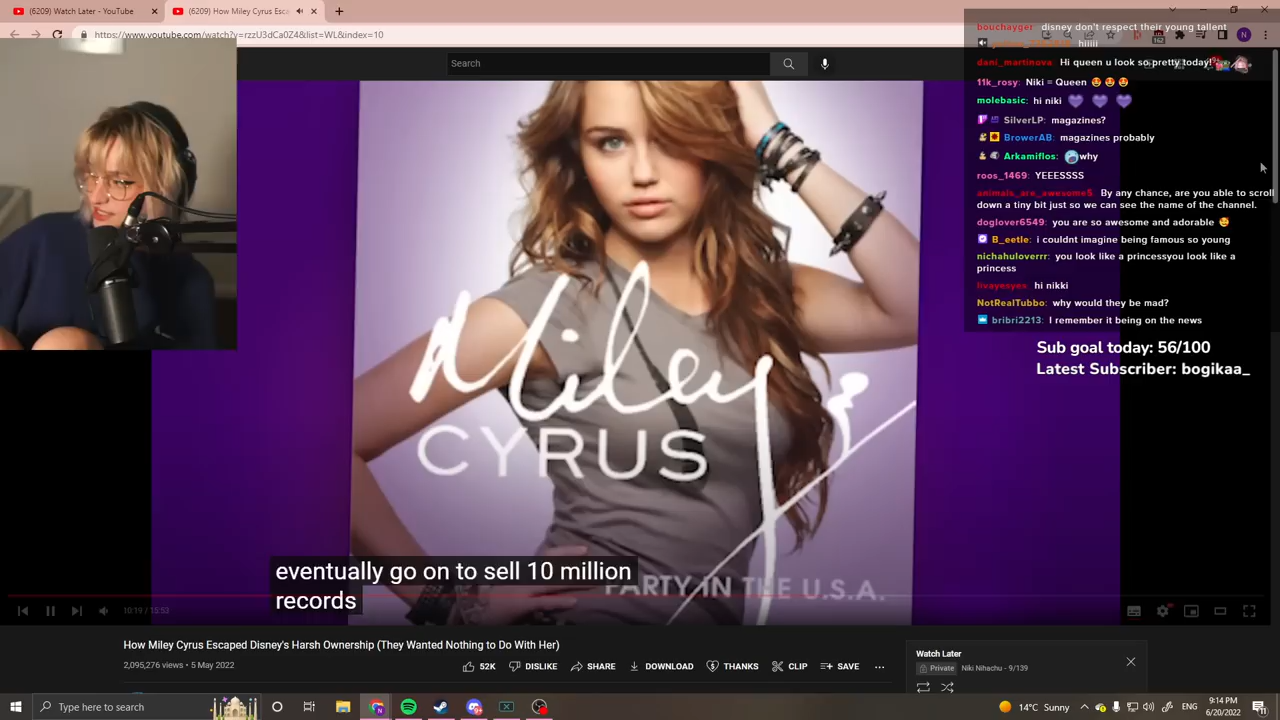 (6209) Watch Later - YouTube
(6209) How Miley Cyrus Esca
https://www.youtube.com/watch?v=rzzU3dCa0Z4&list=WL&index=10
Search
bouchayger disney don't respect their young tallent
hiiiii
dani_martinova: Hi queen u look so pretty today!
11k_rosy: Niki = Queen
molebasic: hi niki
SilverLP: magazines?
BrowerAB: magazines probably
Arkamiflos: why
roos_1469: YEEESSSS
animals_are_awesome5 By any chance, are you able to scroll
down a tiny bit just so we can see the name of the channel.
doglover6549: you are so awesome and adorable
B_eetle: i couldnt imagine being famous so young
nichahuloverrr: you look like a princessyou look like a
princess
livayesyes: hi nikki
NotRealTubbo: why would they be mad?
bribri2213: I remember it being on the news
Sub goal today: 56/100
Latest Subscriber: bogikaa_
Miley
CYRUS
PARTY IN THE U.S.A.
eventually go on to sell 10 million
records
10:19 / 15:53
How Miley Cyrus Escaped Disney's Harsh Ownership (They Wanted Nothing to Do With Her)
2,095,276 views • 5 May 2022
52K DISLIKE SHARE DOWNLOAD THANKS CLIP SAVE
Watch Later
Private Niki Nihachu - 9/139
Type here to search
14°C Sunny
9:14 PM
6/20/2022